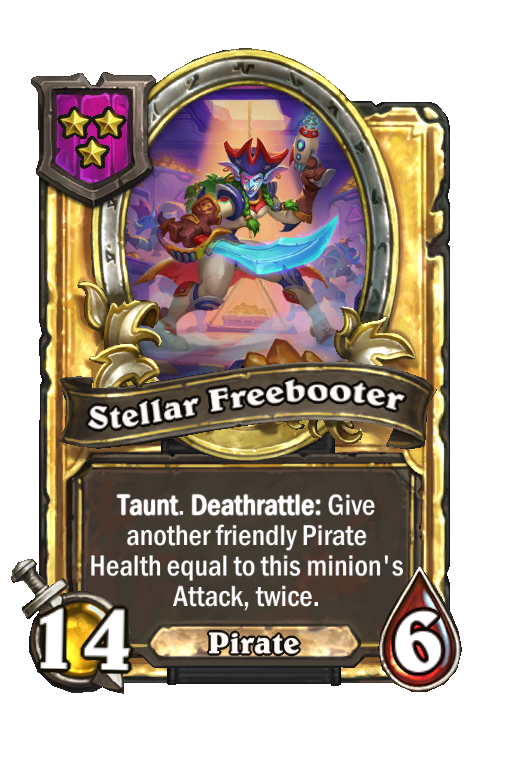 Stellar Freebooter
Taunt. Deathrattle: Give
another friendly Pirate
Health equal to this minion's
Attack, twice.
14
Pirate
6